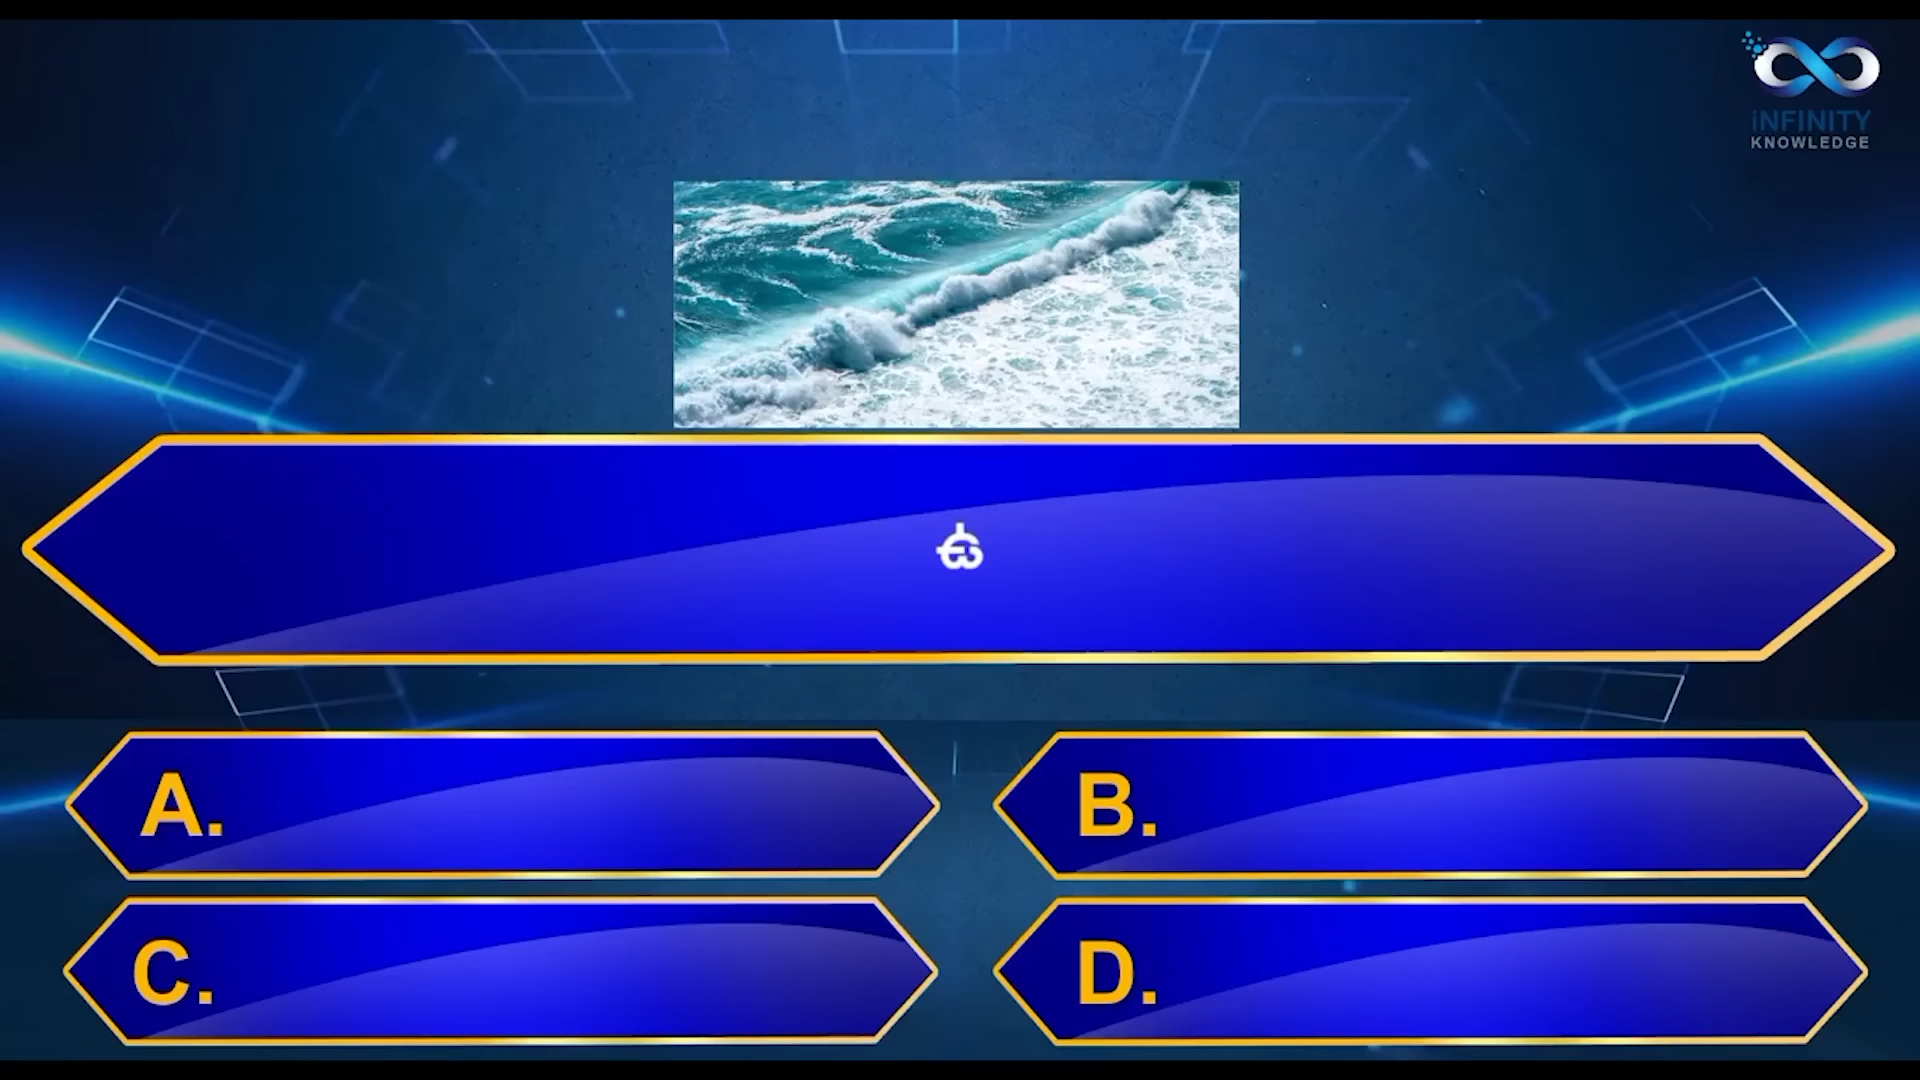 iNFINITY
KNOWLEDGE
A.
B.
C.
D.